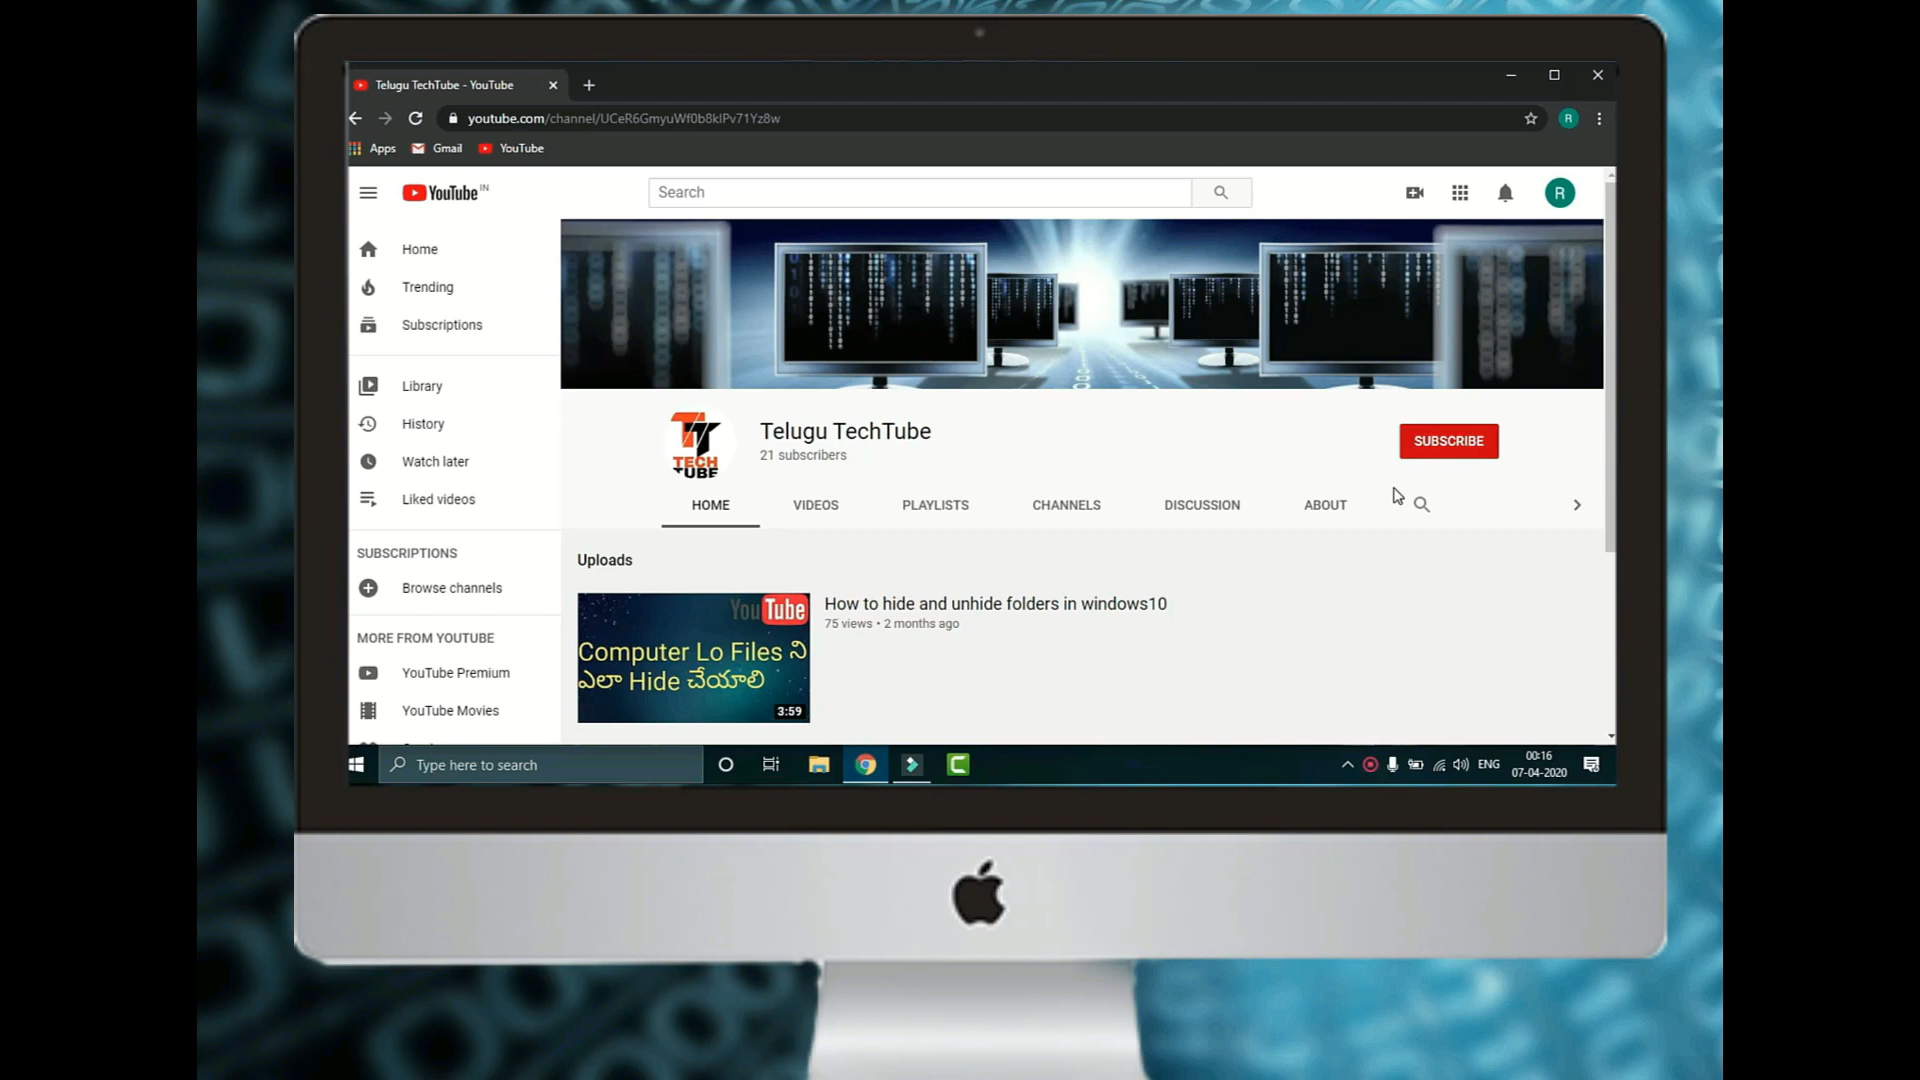 Telugu TechTube - YouTube
youtube.com/channel/UCeR6GmyuWf0b8klPv71Yz8w
R
Apps Gmail YouTube
YouTube IN
Search
R
Home
Trending
Subscriptions
Library
History
Watch later
Liked videos
SUBSCRIPTIONS
Browse channels
MORE FROM YOUTUBE
YouTube Premium
YouTube Movies
TT
TECH
TUBE
Telugu TechTube
21 subscribers
SUBSCRIBE
HOME VIDEOS PLAYLISTS CHANNELS DISCUSSION ABOUT
Uploads
YouTube
Computer Lo Files ని
ఎలా Hide చేయాలి
3:59
How to hide and unhide folders in windows10
75 views • 2 months ago
Type here to search
ENG
00:16
07-04-2020